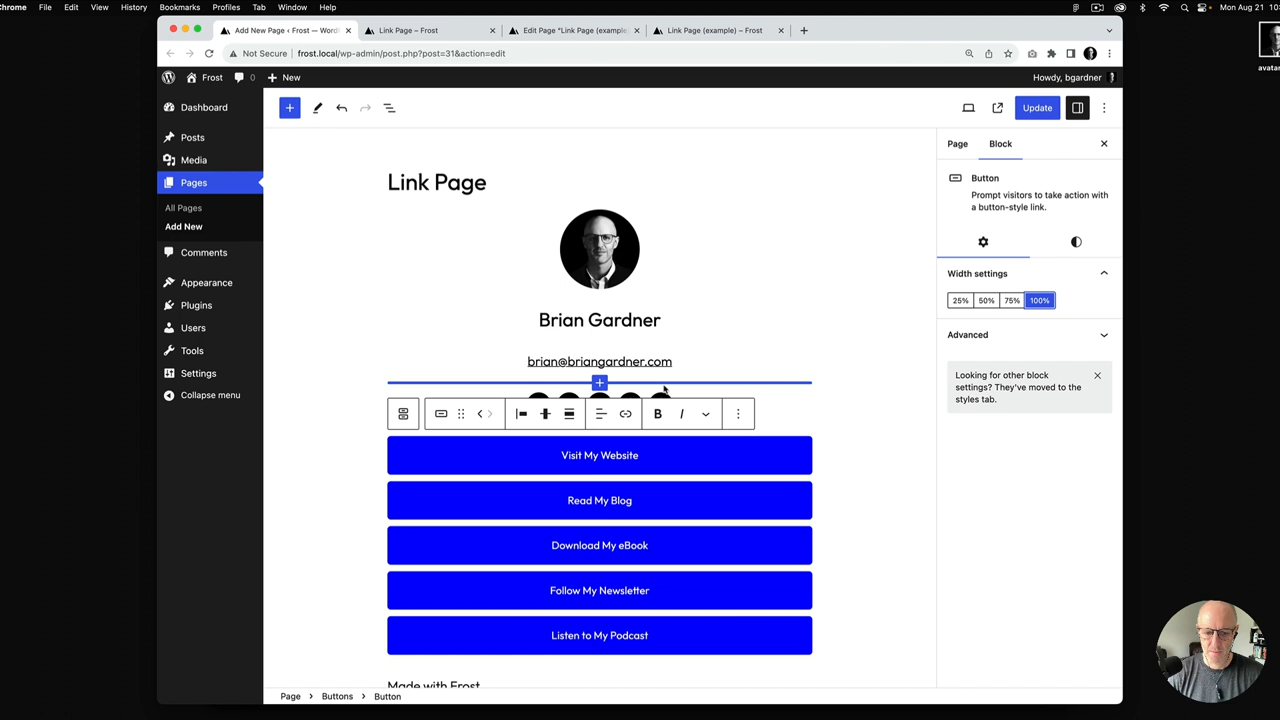 Chrome File Edit View History Bookmarks Profiles Tab Window Help Mon Aug 21
Add New Page ‹ Frost — Word
Link Page – Frost
Edit Page "Link Page (example
Link Page (example) – Frost
Not Secure frost.local/wp-admin/post.php?post=31&action=edit
avatar
Frost 0 New Howdy, bgardner
Dashboard
Posts
Media
Pages
All Pages
Add New
Comments
Appearance
Plugins
Users
Tools
Settings
Collapse menu
Update
Link Page
Brian Gardner
brian@briangardner.com
B I
Visit My Website
Read My Blog
Download My eBook
Follow My Newsletter
Listen to My Podcast
Made with Frost
Page Block
Button
Prompt visitors to take action with
a button-style link.
Width settings
25% 50% 75% 100%
Advanced
Looking for other block
settings? They've moved to the
styles tab.
Page > Buttons > Button